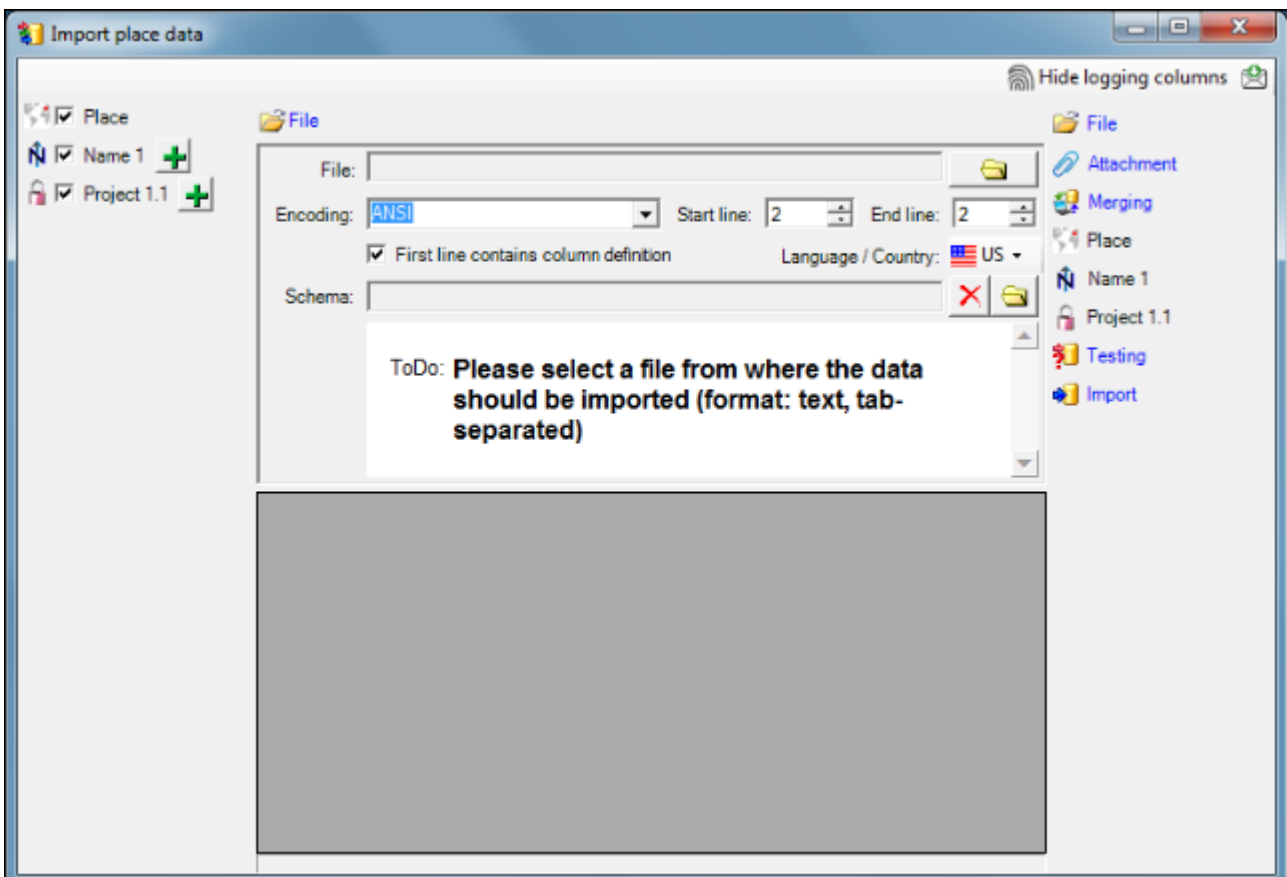 Import place data
Hide logging columns
Place
Name 1
Project 1.1
File
File:
Encoding: ANSI Start line: 2 End line: 2
First line contains column definition Language / Country: US
Schema:
ToDo: Please select a file from where the data
should be imported (format: text, tab-
separated)
File
Attachment
Merging
Place
Name 1
Project 1.1
Testing
Import